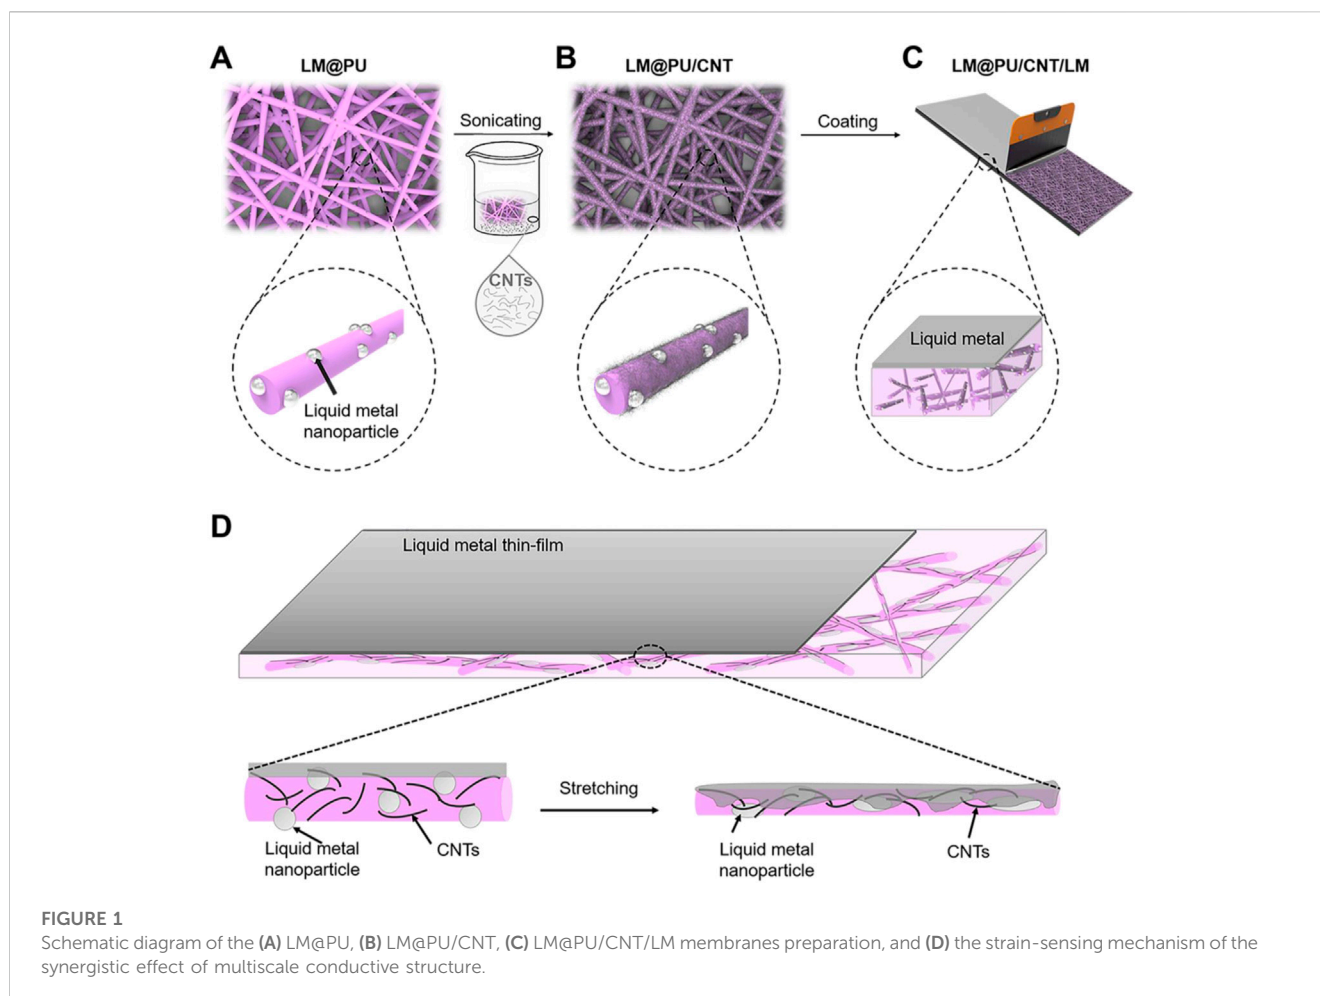 A
LM@PU
B
LM@PU/CNT
C
LM@PU/CNT/LM
Sonicating
Coating
CNTs
Liquid metal
nanoparticle
Liquid metal
D
Liquid metal thin-film
Stretching
Liquid metal
nanoparticle
CNTs
Liquid metal
nanoparticle
CNTs
FIGURE 1
Schematic diagram of the (A) LM@PU, (B) LM@PU/CNT, (C) LM@PU/CNT/LM membranes preparation, and (D) the strain-sensing mechanism of the
synergistic effect of multiscale conductive structure.